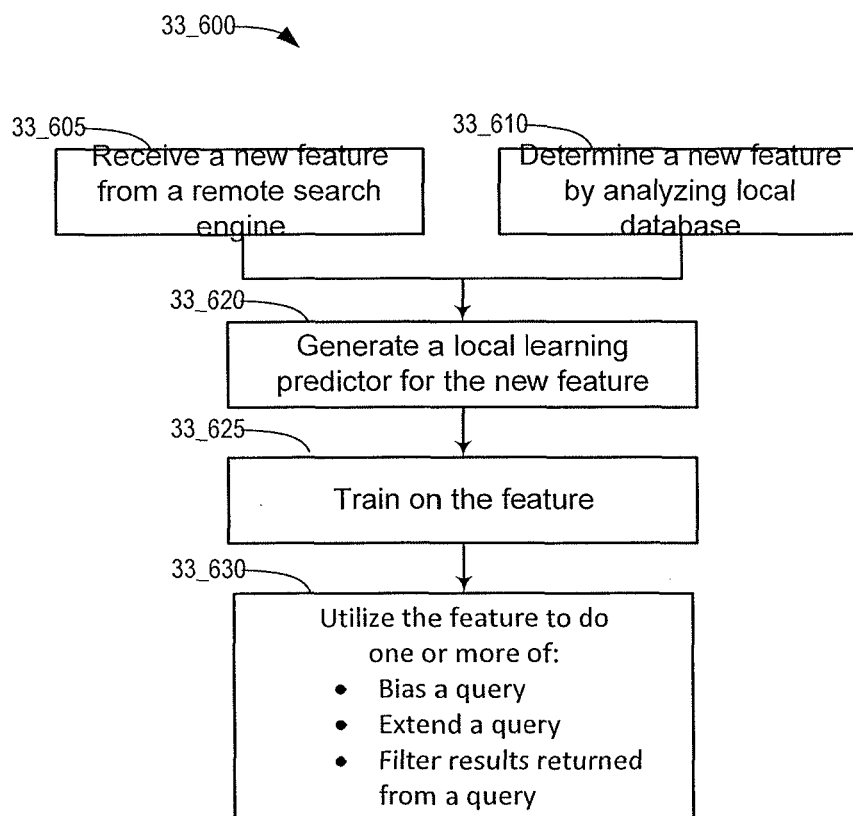 33_600
33_605
Receive a new feature
from a remote search
engine
33_610
Determine a new feature
by analyzing local
database
33_620
Generate a local learning
predictor for the new feature
33_625
Train on the feature
33_630
Utilize the feature to do
one or more of:
• Bias a query
• Extend a query
• Filter results returned
from a query